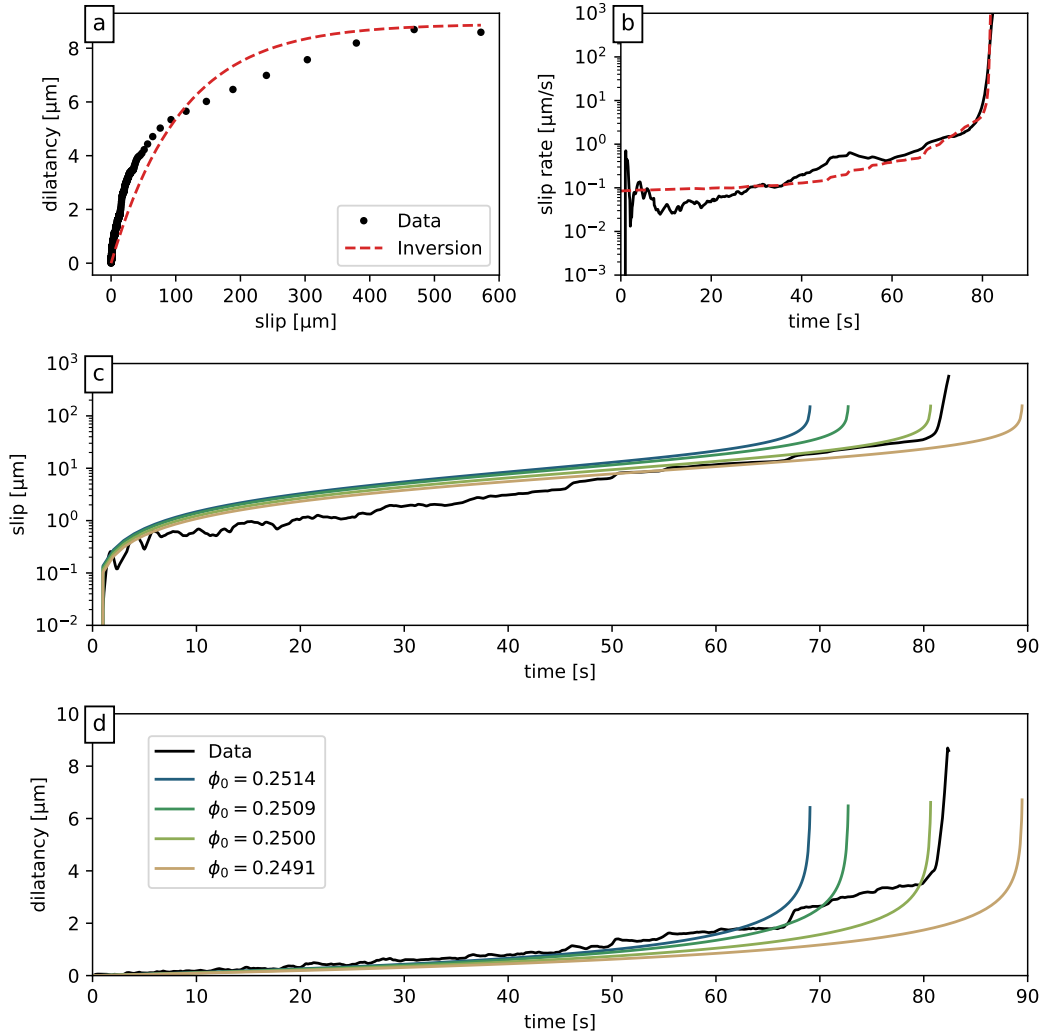 a
dilatancy [μm]
8
6
4
2
0
Data
Inversion
0 100 200 300 400 500 600
slip [μm]
b
slip rate [μm/s]
10³
10²
10¹
10⁰
10⁻¹
10⁻²
10⁻³
0 20 40 60 80
time [s]
c
slip [μm]
10³
10²
10¹
10⁰
10⁻¹
10⁻²
0 10 20 30 40 50 60 70 80 90
time [s]
d
dilatancy [μm]
10
8
6
4
2
0
Data
ϕ₀ = 0.2514
ϕ₀ = 0.2509
ϕ₀ = 0.2500
ϕ₀ = 0.2491
0 10 20 30 40 50 60 70 80 90
time [s]